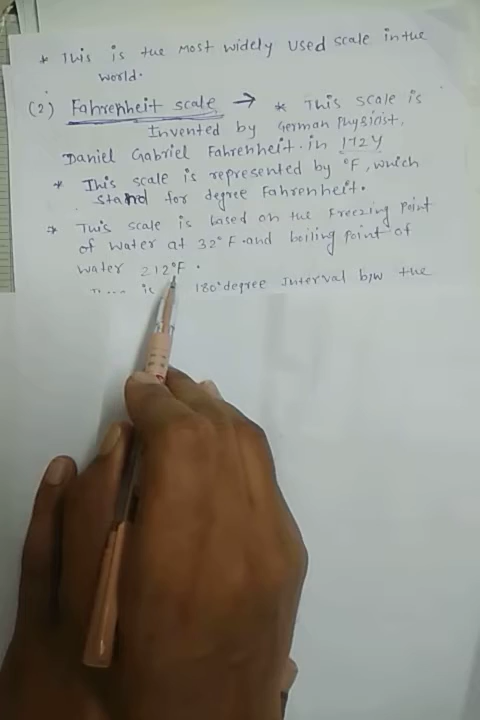 * This is the most widely used scale in the
world.
(2) Fahrenheit scale → * This scale is
Invented by German Physicist,
Daniel Gabriel Fahrenheit. in 1724
* This scale is represented by °F, which
stand for degree Fahrenheit.
* This scale is based on the Freezing point
of water at 32°F and boiling point of
water 212°F.
is 180° degree Interval b/w the